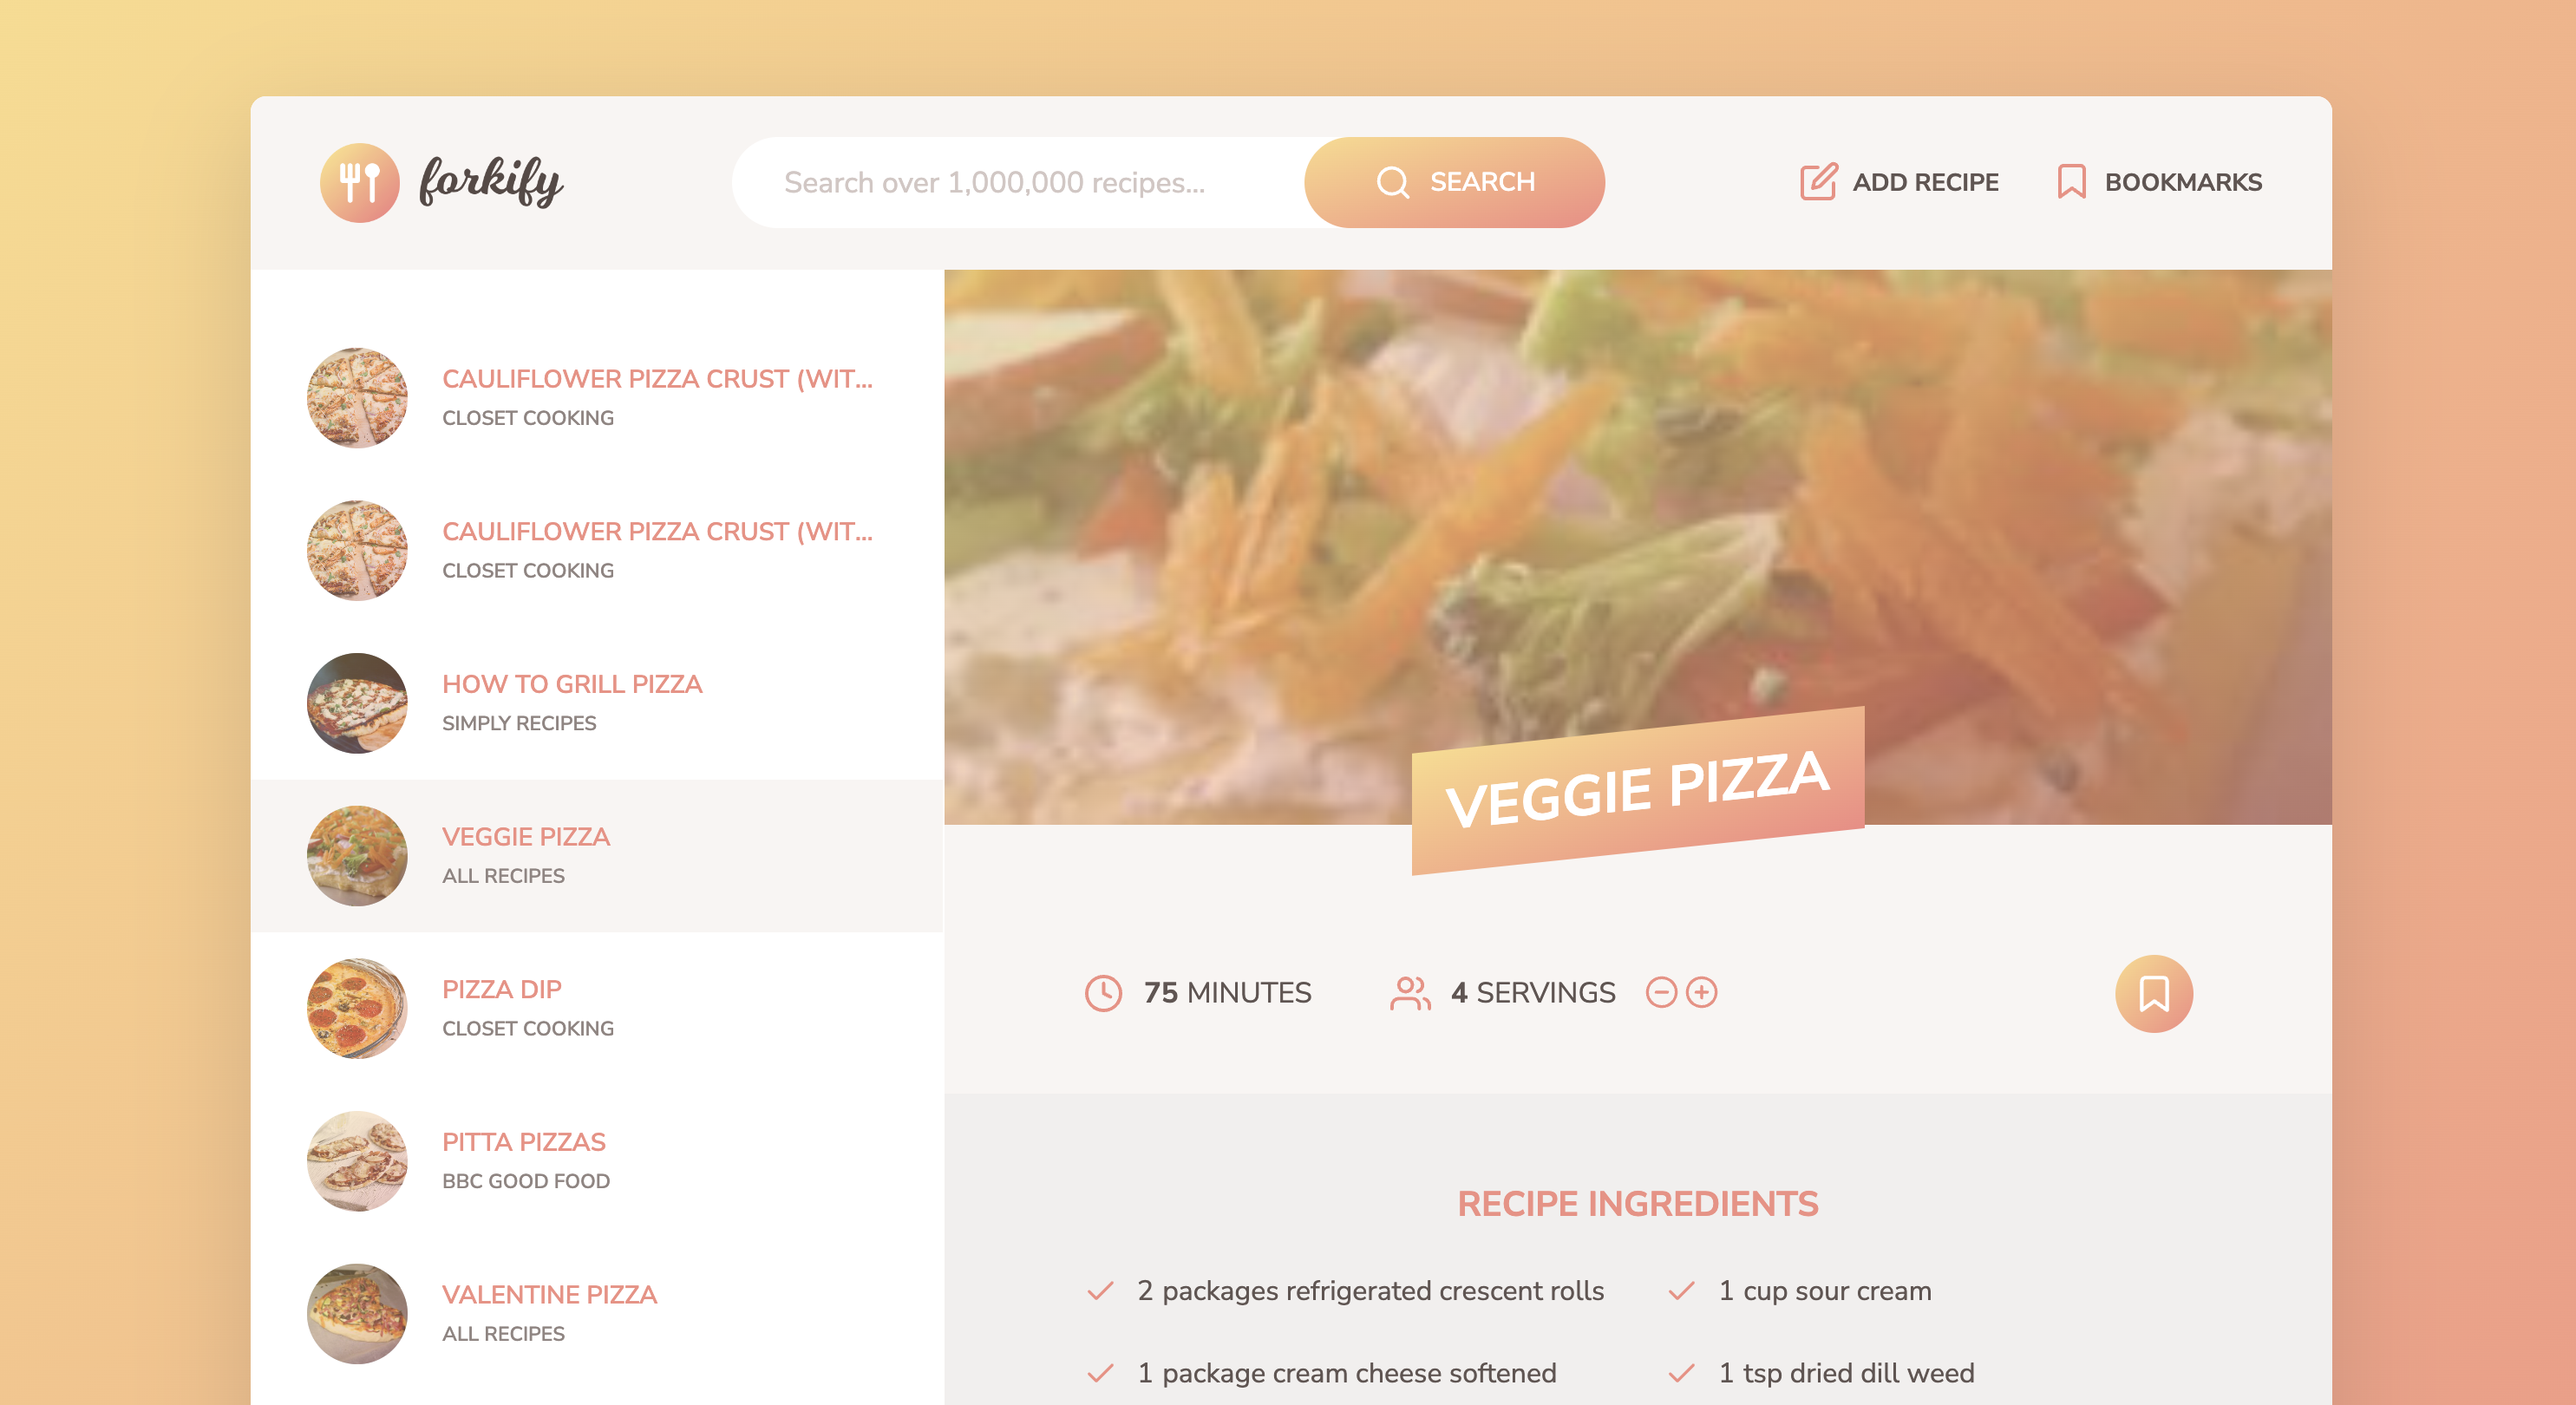 forkify
Search over 1,000,000 recipes...
SEARCH
ADD RECIPE
BOOKMARKS
CAULIFLOWER PIZZA CRUST (WIT...
CLOSET COOKING
CAULIFLOWER PIZZA CRUST (WIT...
CLOSET COOKING
HOW TO GRILL PIZZA
SIMPLY RECIPES
VEGGIE PIZZA
ALL RECIPES
PIZZA DIP
CLOSET COOKING
PITTA PIZZAS
BBC GOOD FOOD
VALENTINE PIZZA
ALL RECIPES
VEGGIE PIZZA
75 MINUTES
4 SERVINGS
RECIPE INGREDIENTS
2 packages refrigerated crescent rolls
1 cup sour cream
1 package cream cheese softened
1 tsp dried dill weed